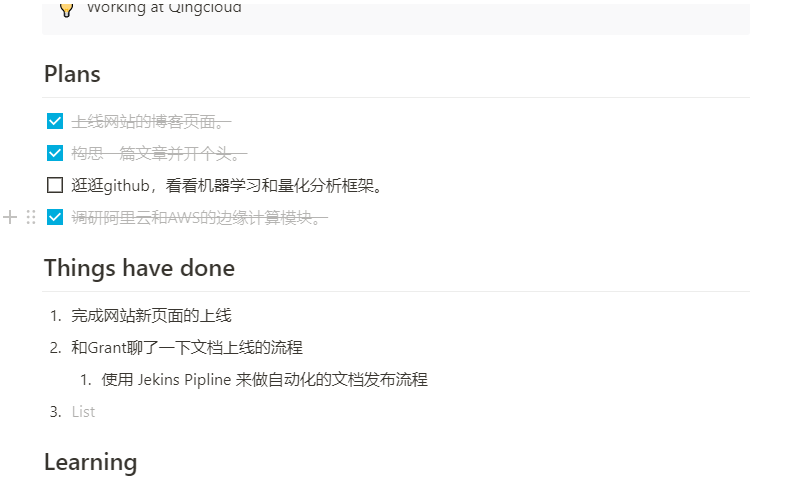 Working at Qingcloud
Plans
上线网站的博客页面。
构思一篇文章并开个头。
逛逛github，看看机器学习和量化分析框架。
调研阿里云和AWS的边缘计算模块。
Things have done
1. 完成网站新页面的上线
2. 和Grant聊了一下文档上线的流程
1. 使用 Jekins Pipline 来做自动化的文档发布流程
3. List
Learning